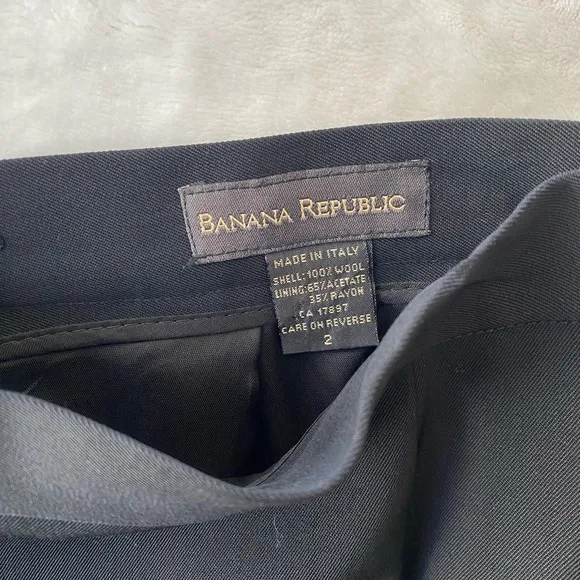 BANANA REPUBLIC
MADE IN ITALY
SHELL:100% WOOL
LINING:65% ACETATE
35% RAYON
CA 17897
CARE ON REVERSE
2